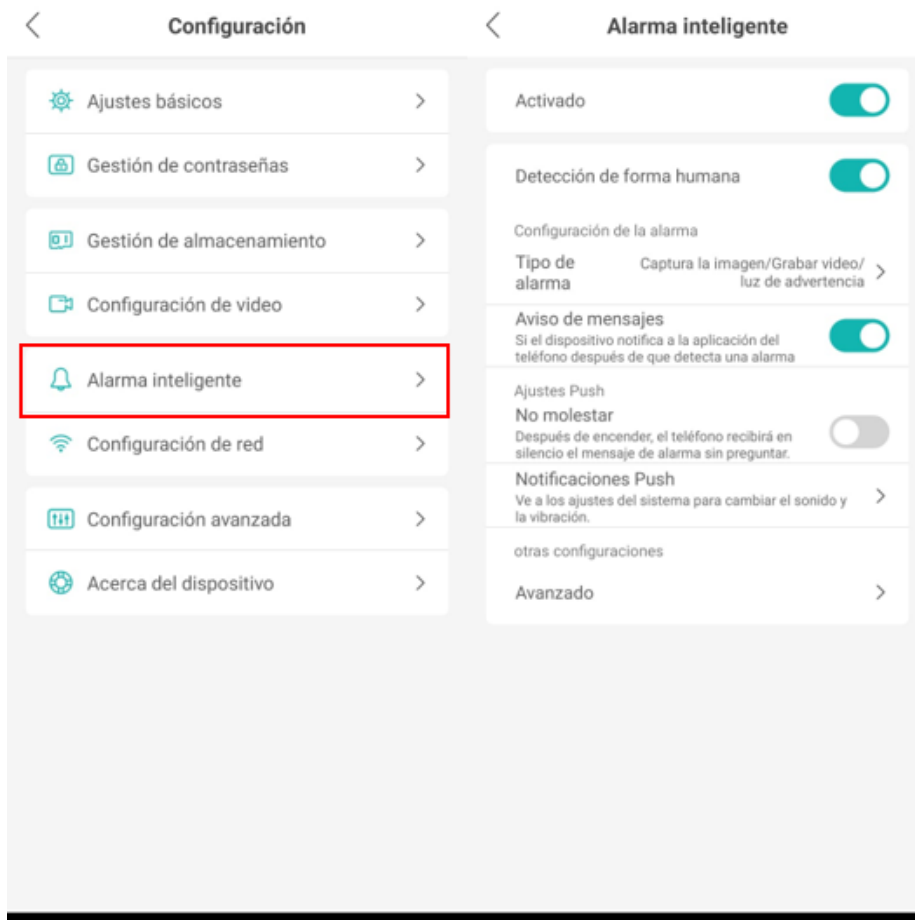 Configuración
Ajustes básicos
Gestión de contraseñas
Gestión de almacenamiento
Configuración de video
Alarma inteligente
Configuración de red
Configuración avanzada
Acerca del dispositivo
Alarma inteligente
Activado
Detección de forma humana
Configuración de la alarma
Tipo de
alarma
Captura la imagen/Grabar video/
luz de advertencia
Aviso de mensajes
Si el dispositivo notifica a la aplicación del
teléfono después de que detecta una alarma
Ajustes Push
No molestar
Después de encender, el teléfono recibirá en
silencio el mensaje de alarma sin preguntar.
Notificaciones Push
Ve a los ajustes del sistema para cambiar el sonido y
la vibración.
otras configuraciones
Avanzado